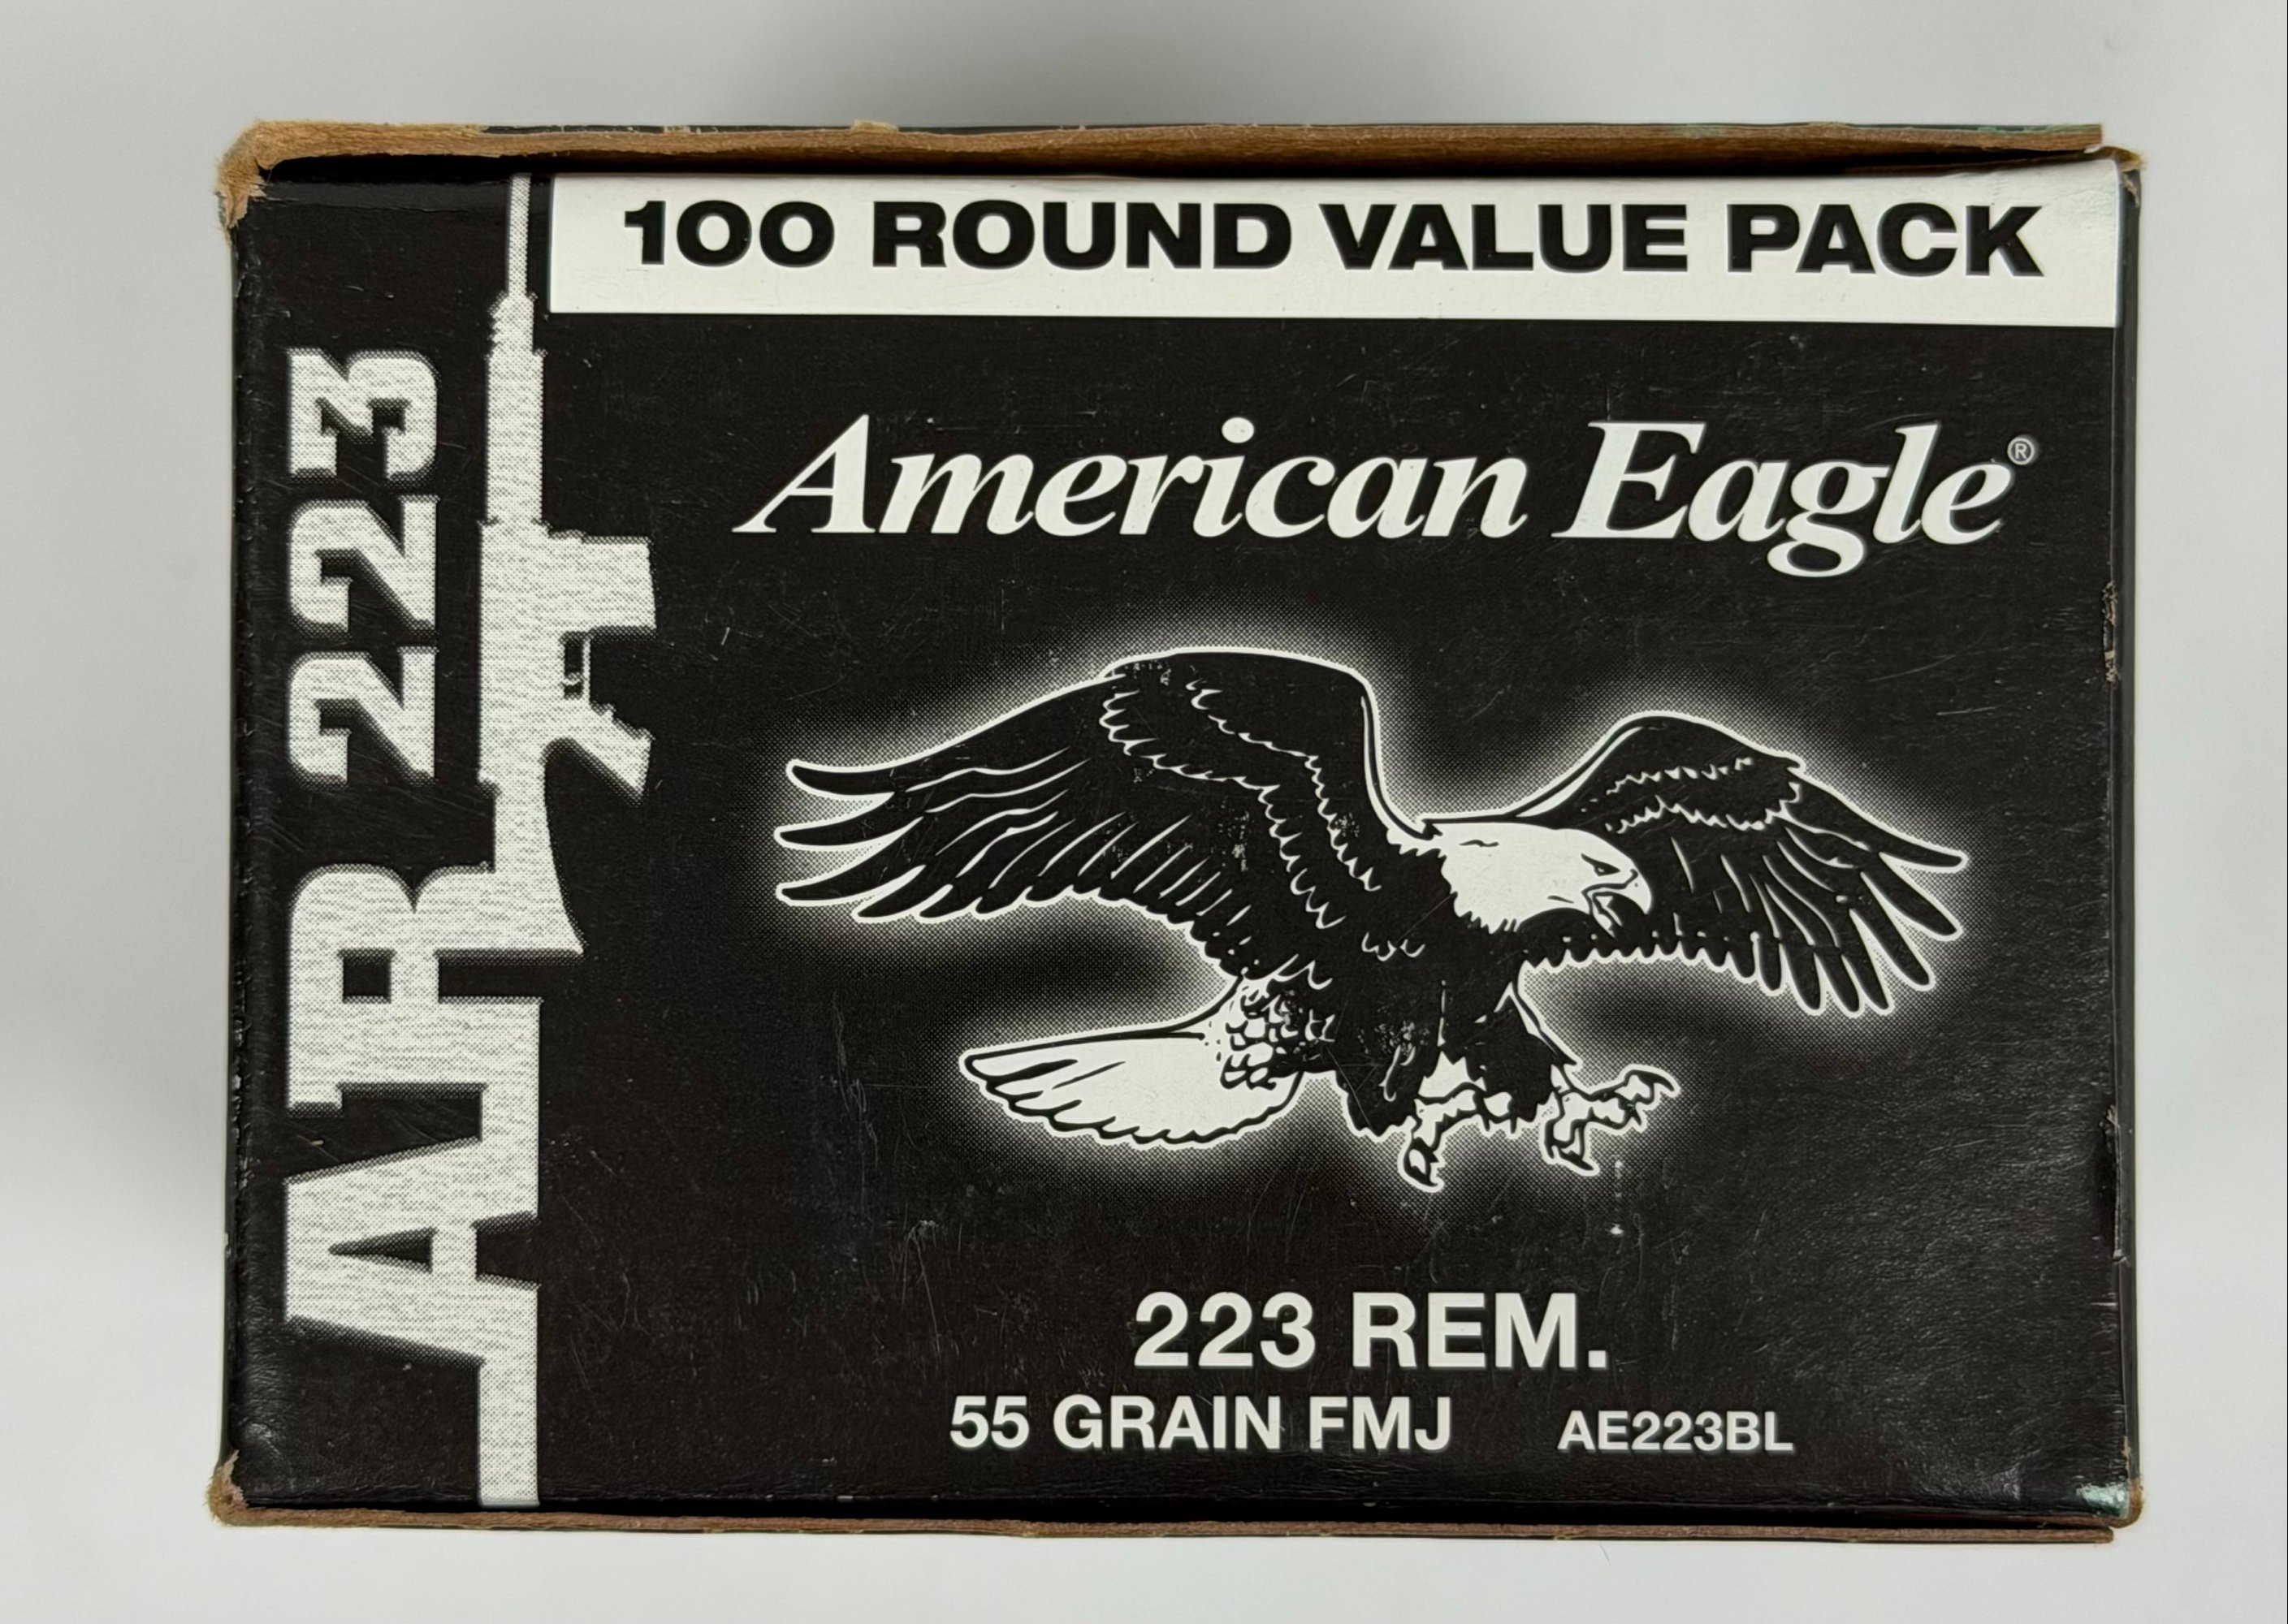 100 ROUND VALUE PACK
AR 223
American Eagle®
223 REM.
55 GRAIN FMJ AE223BL